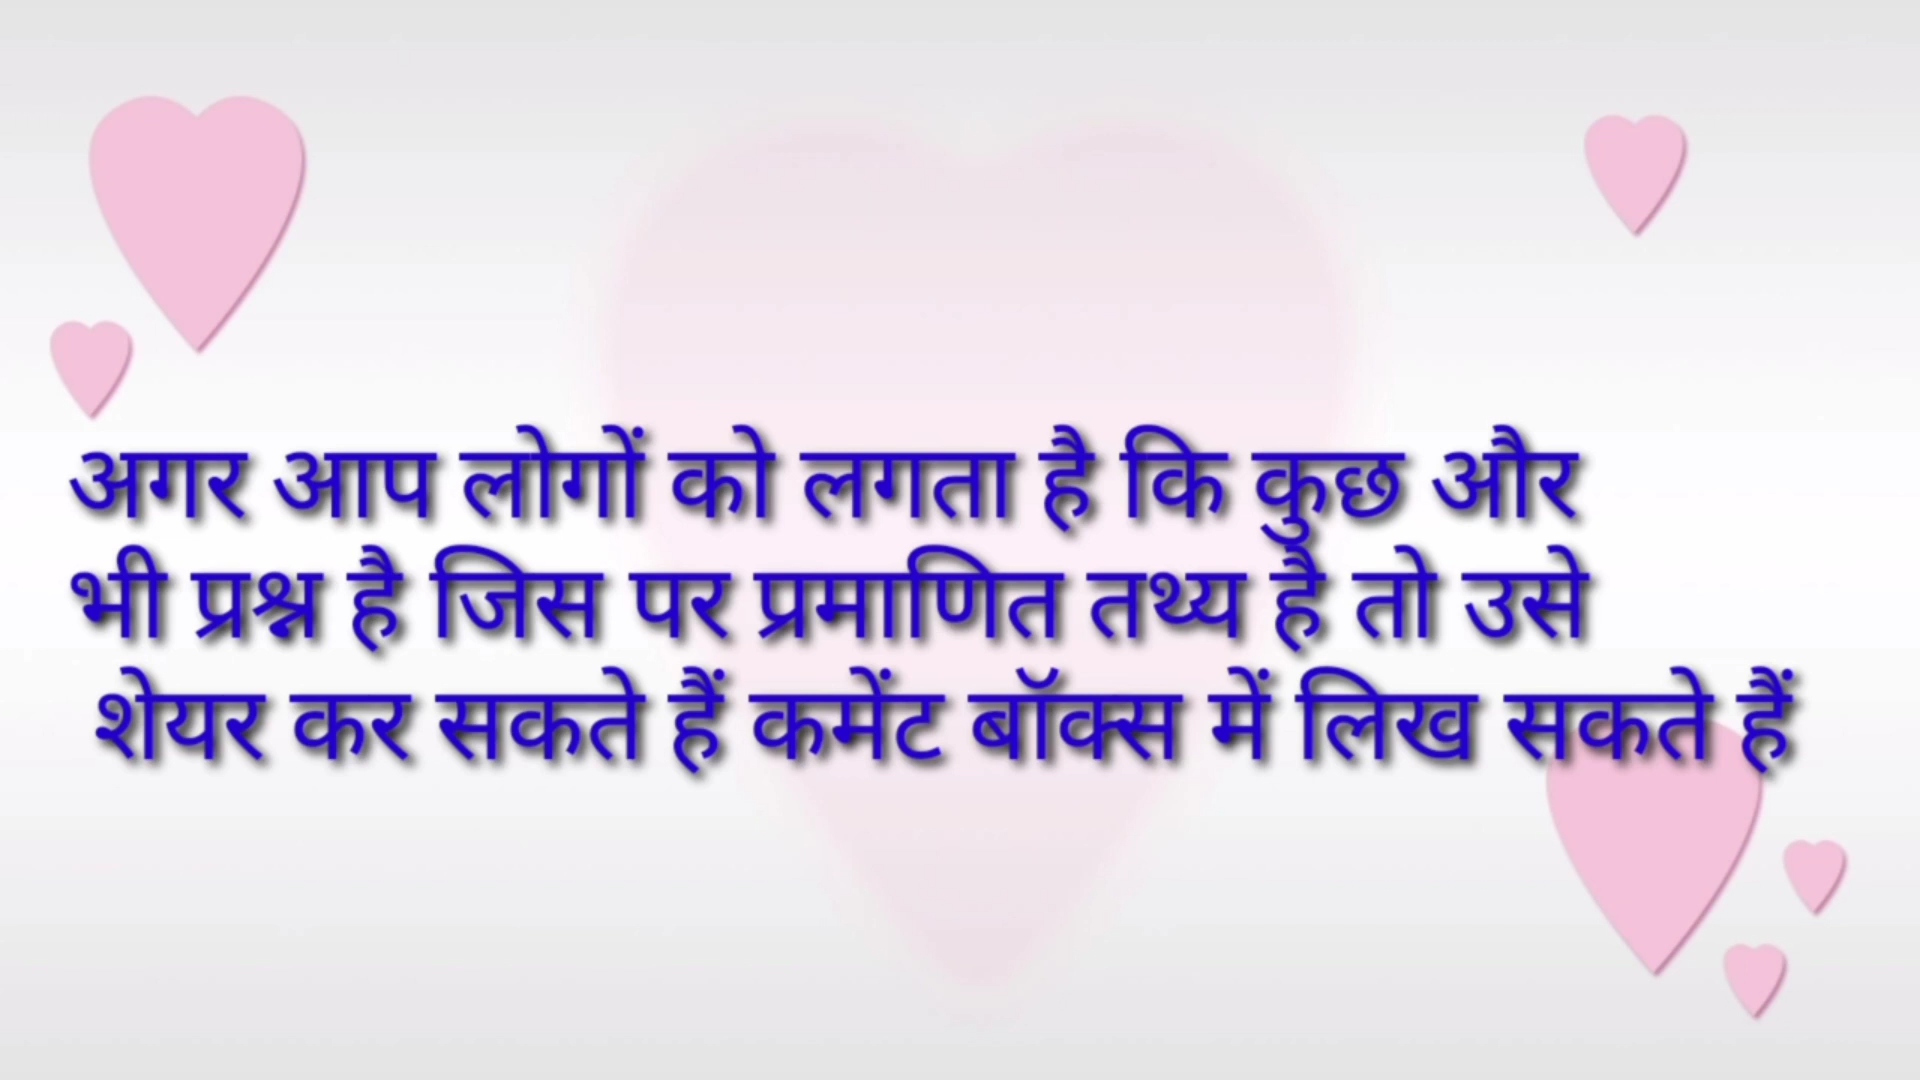 अगर आप लोगों को लगता है कि कुछ और
भी प्रश्न है जिस पर प्रमाणित तथ्य है तो उसे
शेयर कर सकते हैं कमेंट बॉक्स में लिख सकते हैं